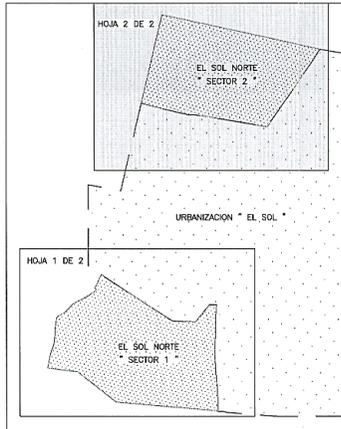 HOJA 2 DE 2
EL SOL NORTE
" SECTOR 2 "
URBANIZACION " EL SOL "
HOJA 1 DE 2
EL SOL NORTE
" SECTOR 1 "